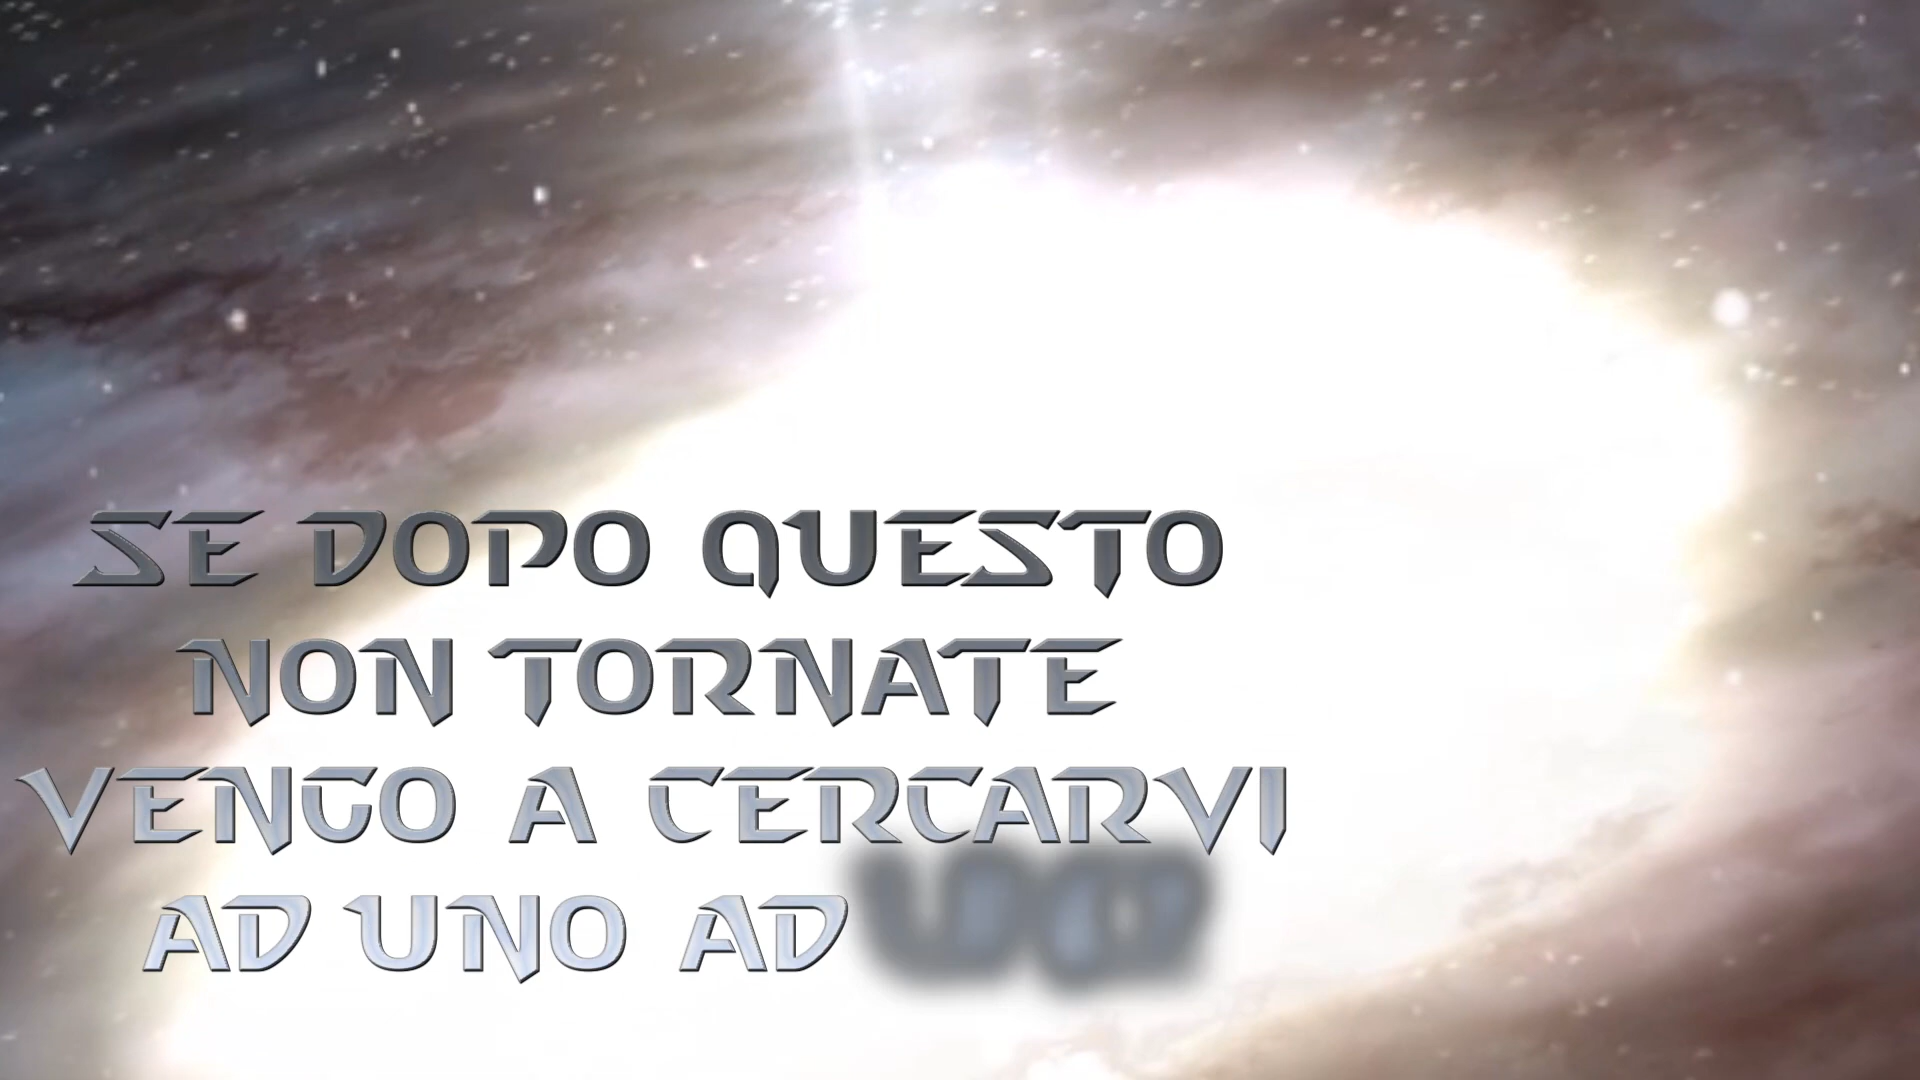 SE DOPO QUESTO
NON TORNATE
VENGO A CERCARVI
AD UNO AD